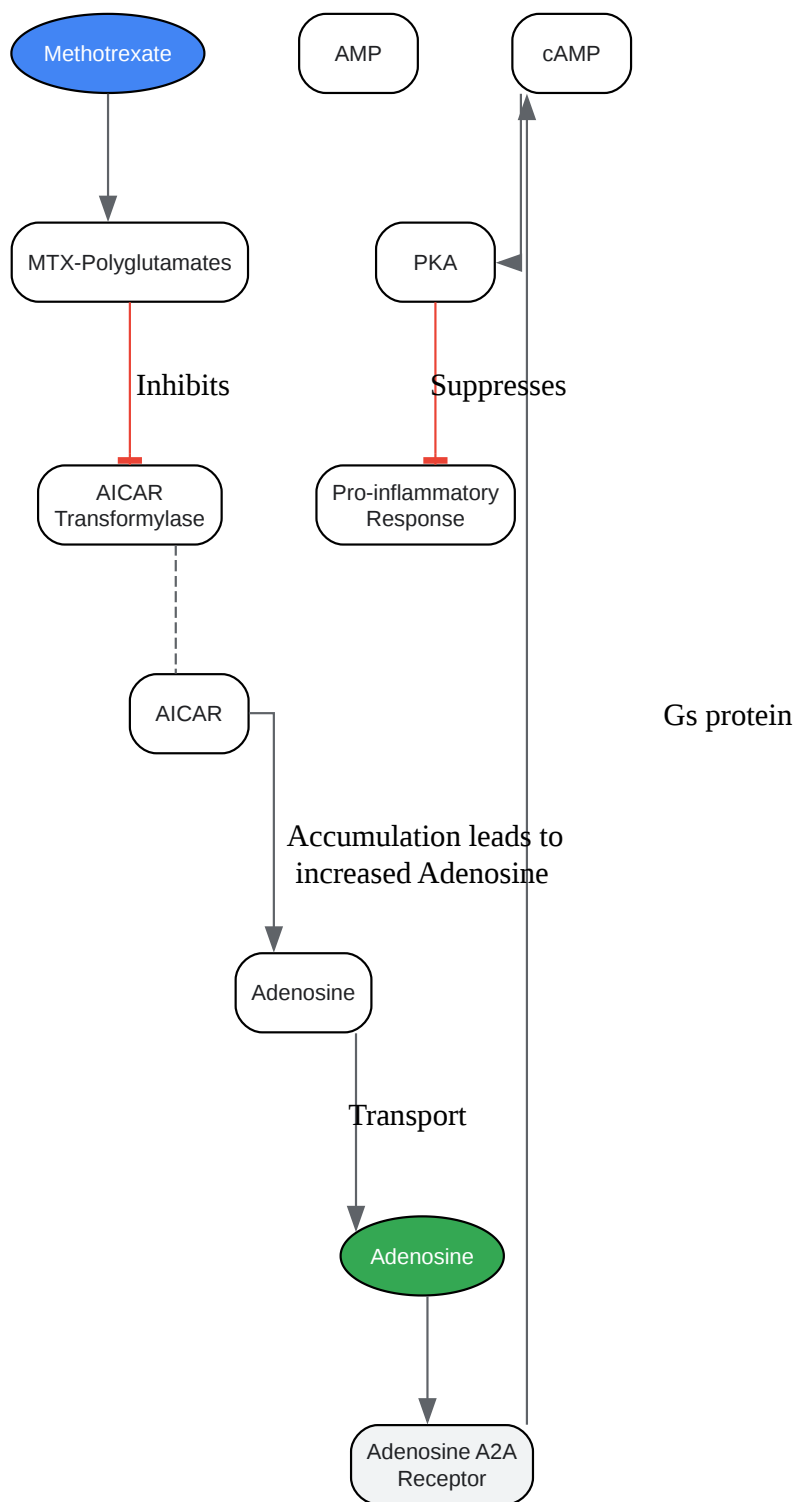 Methotrexate
AMP
cAMP
MTX-Polyglutamates
PKA
Inhibits
Suppresses
AICAR
Transformylase
Pro-inflammatory
Response
AICAR
Gs protein
Accumulation leads to
increased Adenosine
Adenosine
Transport
Adenosine
Adenosine A2A
Receptor